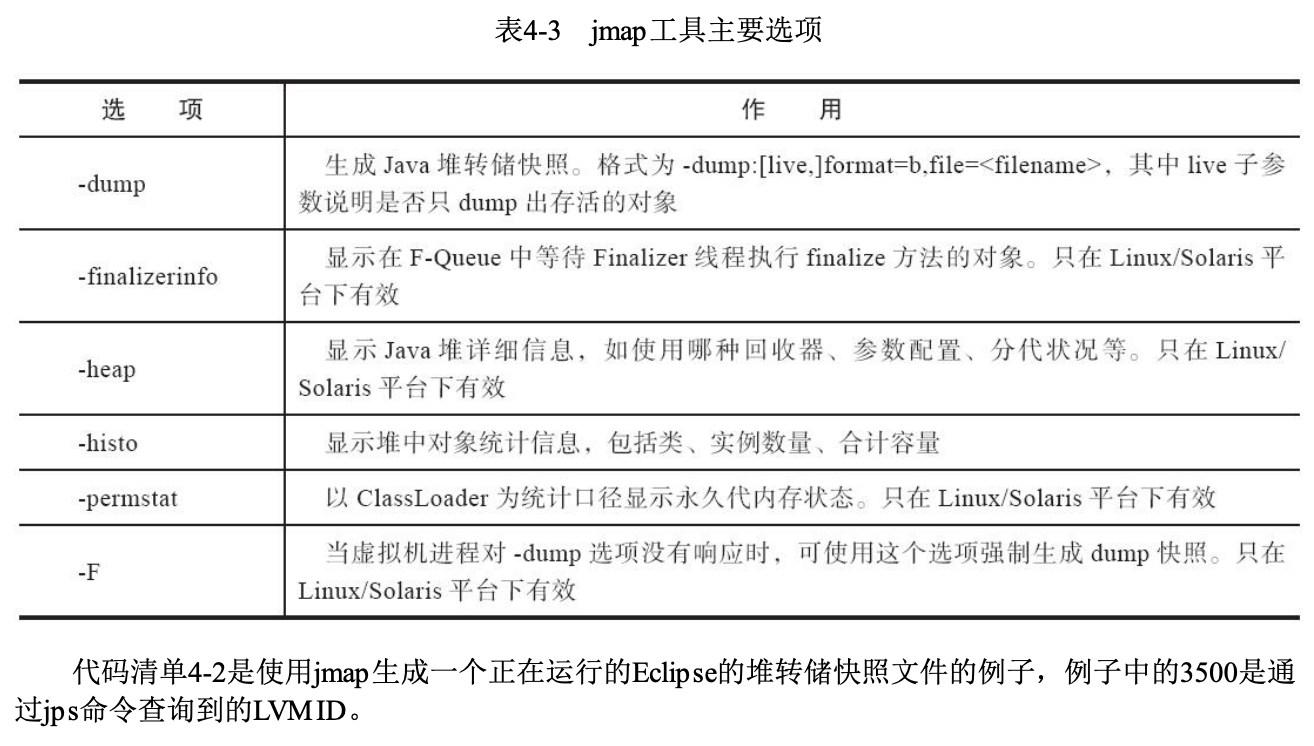 表4-3 jmap工具主要选项
选 项
作 用
-dump
生成 Java 堆转储快照。格式为 -dump:[live,]format=b,file=<filename>，其中 live 子参
数说明是否只 dump 出存活的对象
-finalizerinfo
显示在 F-Queue 中等待 Finalizer 线程执行 finalize 方法的对象。只在 Linux/Solaris 平
台下有效
-heap
显示 Java 堆详细信息，如使用哪种回收器、参数配置、分代状况等。只在 Linux/
Solaris 平台下有效
-histo
显示堆中对象统计信息，包括类、实例数量、合计容量
-permstat
以 ClassLoader 为统计口径显示永久代内存状态。只在 Linux/Solaris 平台下有效
-F
当虚拟机进程对 -dump 选项没有响应时，可使用这个选项强制生成 dump 快照。只在
Linux/Solaris 平台下有效
代码清单4-2是使用jmap生成一个正在运行的Eclipse的堆转储快照文件的例子，例子中的3500是通
过jps命令查询到的LVMID。